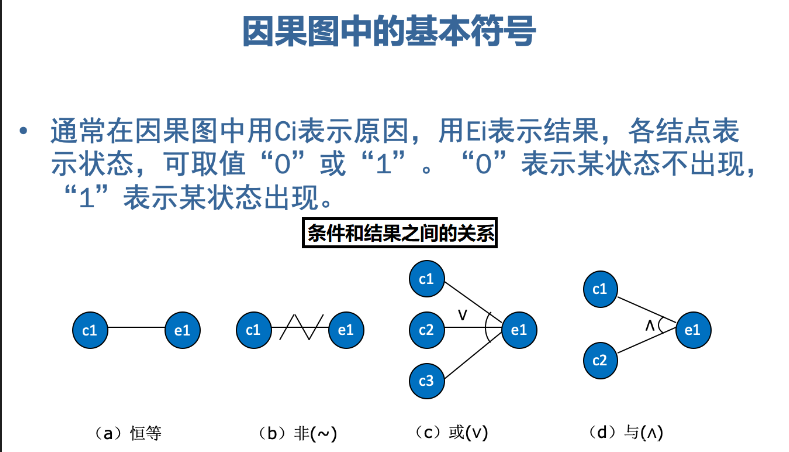 因果图中的基本符号
• 通常在因果图中用Ci表示原因，用Ei表示结果，各结点表
示状态，可取值“0”或“1”。“0”表示某状态不出现，
“1”表示某状态出现。
条件和结果之间的关系
c1 e1
c1 e1
c1
c2
c3
∨
e1
c1
c2
∧
e1
（a）恒等
（b）非(~)
（c）或(∨)
（d）与(∧)